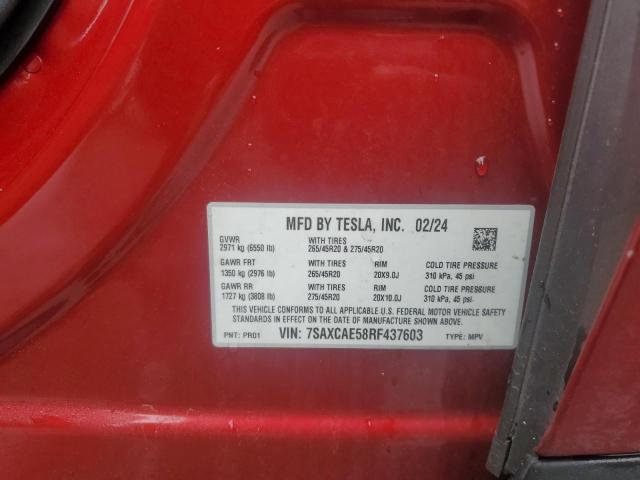 MFD BY TESLA, INC. 02/24
GVWR WITH TIRES
2971 kg (6550 lb) 265/45R20 & 275/45R20
GAWR FRT WITH TIRES RIM COLD TIRE PRESSURE
1350 kg (2976 lb) 265/45R20 20X9.0J 310 kPa, 45 psi
GAWR RR WITH TIRES RIM COLD TIRE PRESSURE
1727 kg (3808 lb) 275/45R20 20X10.0J 310 kPa, 45 psi
THIS VEHICLE CONFORMS TO ALL APPLICABLE U.S. FEDERAL MOTOR VEHICLE SAFETY
STANDARDS IN EFFECT ON THE DATE OF MANUFACTURE SHOWN ABOVE.
PNT: PR01 VIN: 7SAXCAE58RF437603 TYPE: MPV